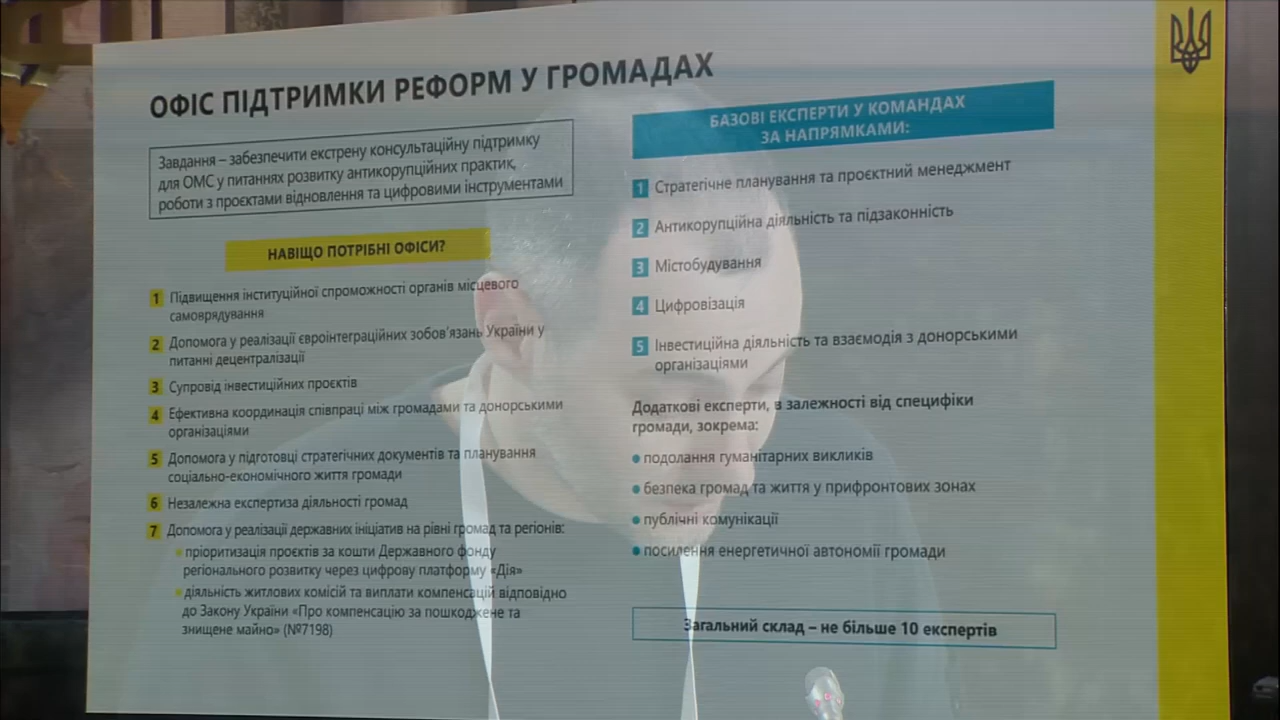 ОФІС ПІДТРИМКИ РЕФОРМ У ГРОМАДАХ
Завдання – забезпечити екстрену консультаційну підтримку
для ОМС у питаннях розвитку антикорупційних практик,
роботи з проєктами відновлення та цифровими інструментами
НАВІЩО ПОТРІБНІ ОФІСИ?
1 Підвищення інституційної спроможності органів місцевого
самоврядування
2 Допомога у реалізації євроінтеграційних зобов'язань України у
питанні децентралізації
3 Супровід інвестиційних проєктів
4 Ефективна координація співпраці між громадами та донорськими
організаціями
5 Допомога у підготовці стратегічних документів та планування
соціально-економічного життя громади
6 Незалежна експертиза діяльності громад
7 Допомога у реалізації державних ініціатив на рівні громад та регіонів:
пріоритизація проєктів за кошти Державного фонду
регіонального розвитку через цифрову платформу «Дія»
діяльність житлових комісій та виплати компенсацій відповідно
до Закону України «Про компенсацію за пошкоджене та
знищене майно» (№7198)
БАЗОВІ ЕКСПЕРТИ У КОМАНДАХ
ЗА НАПРЯМКАМИ:
1 Стратегічне планування та проєктний менеджмент
2 Антикорупційна діяльність та підзаконність
3 Містобудування
4 Цифровізація
5 Інвестиційна діяльність та взаємодія з донорськими
організаціями
Додаткові експерти, в залежності від специфіки
громади, зокрема:
подолання гуманітарних викликів
безпека громад та життя у прифронтових зонах
публічні комунікації
посилення енергетичної автономії громади
Загальний склад – не більше 10 експертів